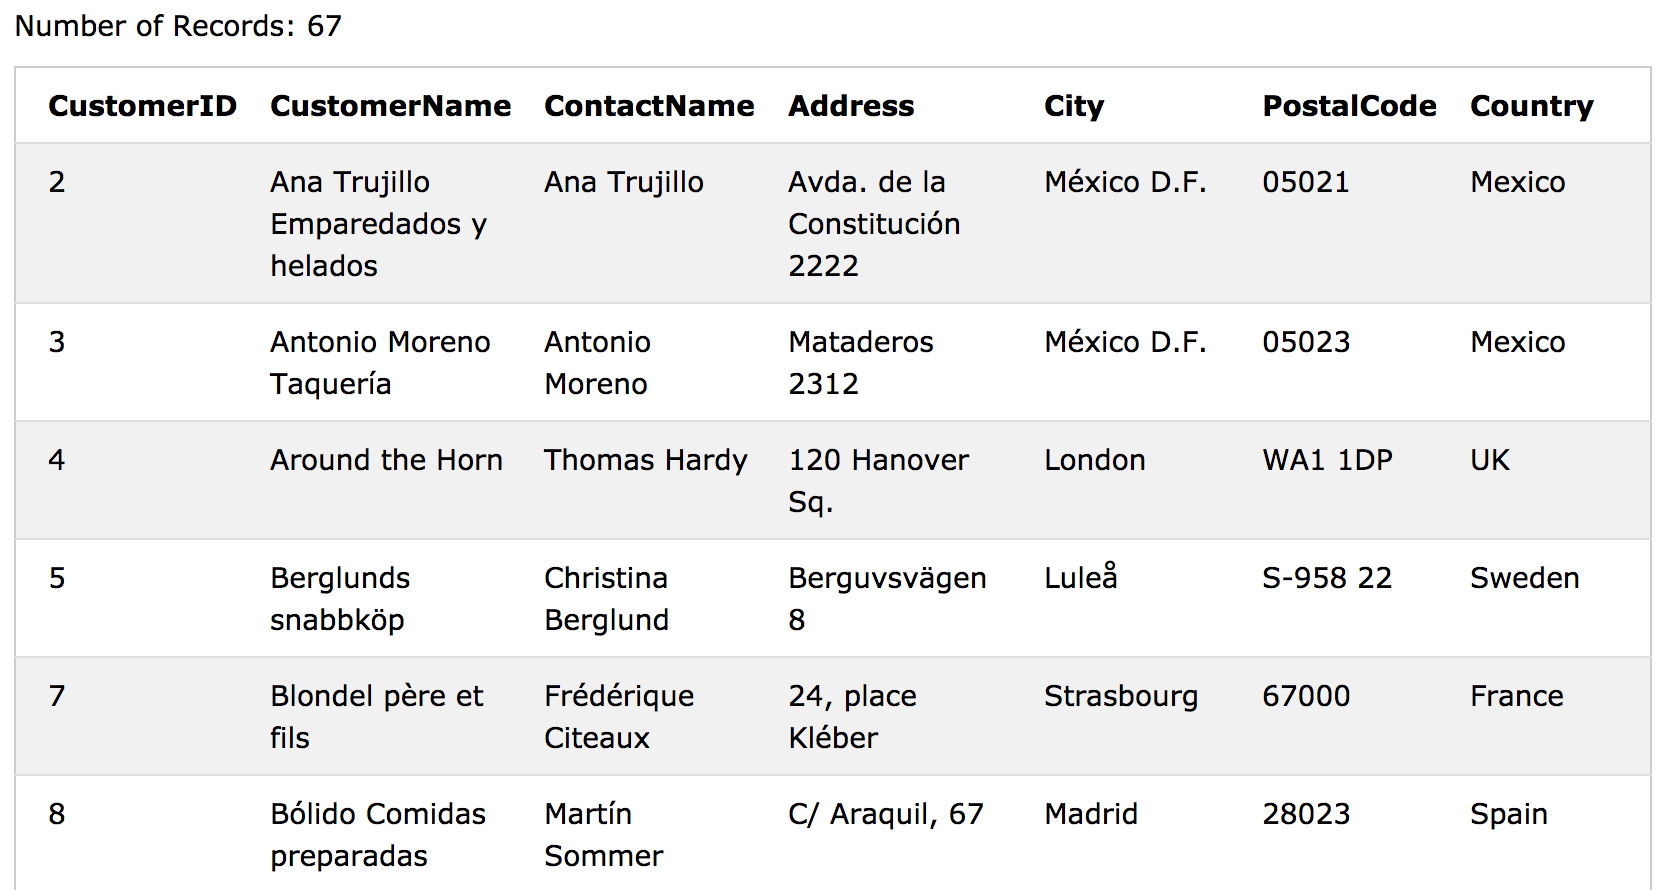 Number of Records: 67
CustomerID CustomerName ContactName Address City PostalCode Country
2 Ana Trujillo Ana Trujillo Avda. de la México D.F. 05021 Mexico
Emparedados y Constitución
helados 2222
3 Antonio Moreno Antonio Mataderos México D.F. 05023 Mexico
Taquería Moreno 2312
4 Around the Horn Thomas Hardy 120 Hanover London WA1 1DP UK
Sq.
5 Berglunds Christina Berguvsvägen Luleå S-958 22 Sweden
snabbköp Berglund 8
7 Blondel père et Frédérique 24, place Strasbourg 67000 France
fils Citeaux Kléber
8 Bólido Comidas Martín C/ Araquil, 67 Madrid 28023 Spain
preparadas Sommer